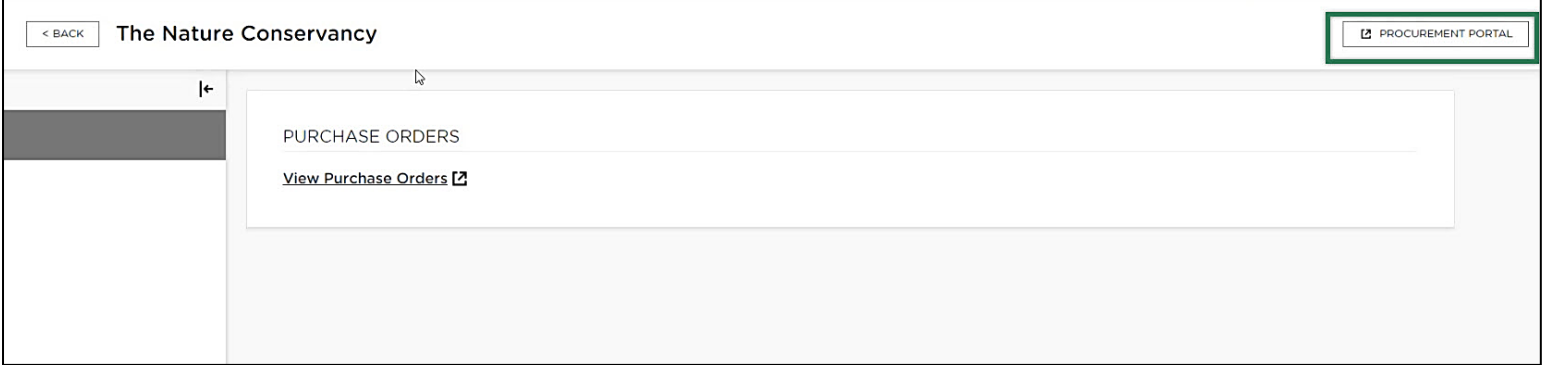 < BACK
The Nature Conservancy
PROCUREMENT PORTAL
PURCHASE ORDERS
View Purchase Orders